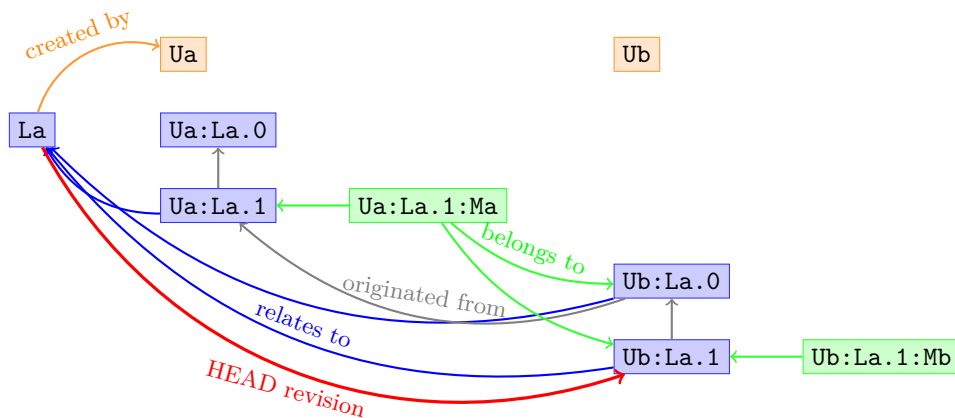 created by
Ua
Ub
La
Ua:La.0
Ua:La.1
Ua:La.1:Ma
belongs to
originated from
Ub:La.0
relates to
Ub:La.1
Ub:La.1:Mb
HEAD revision